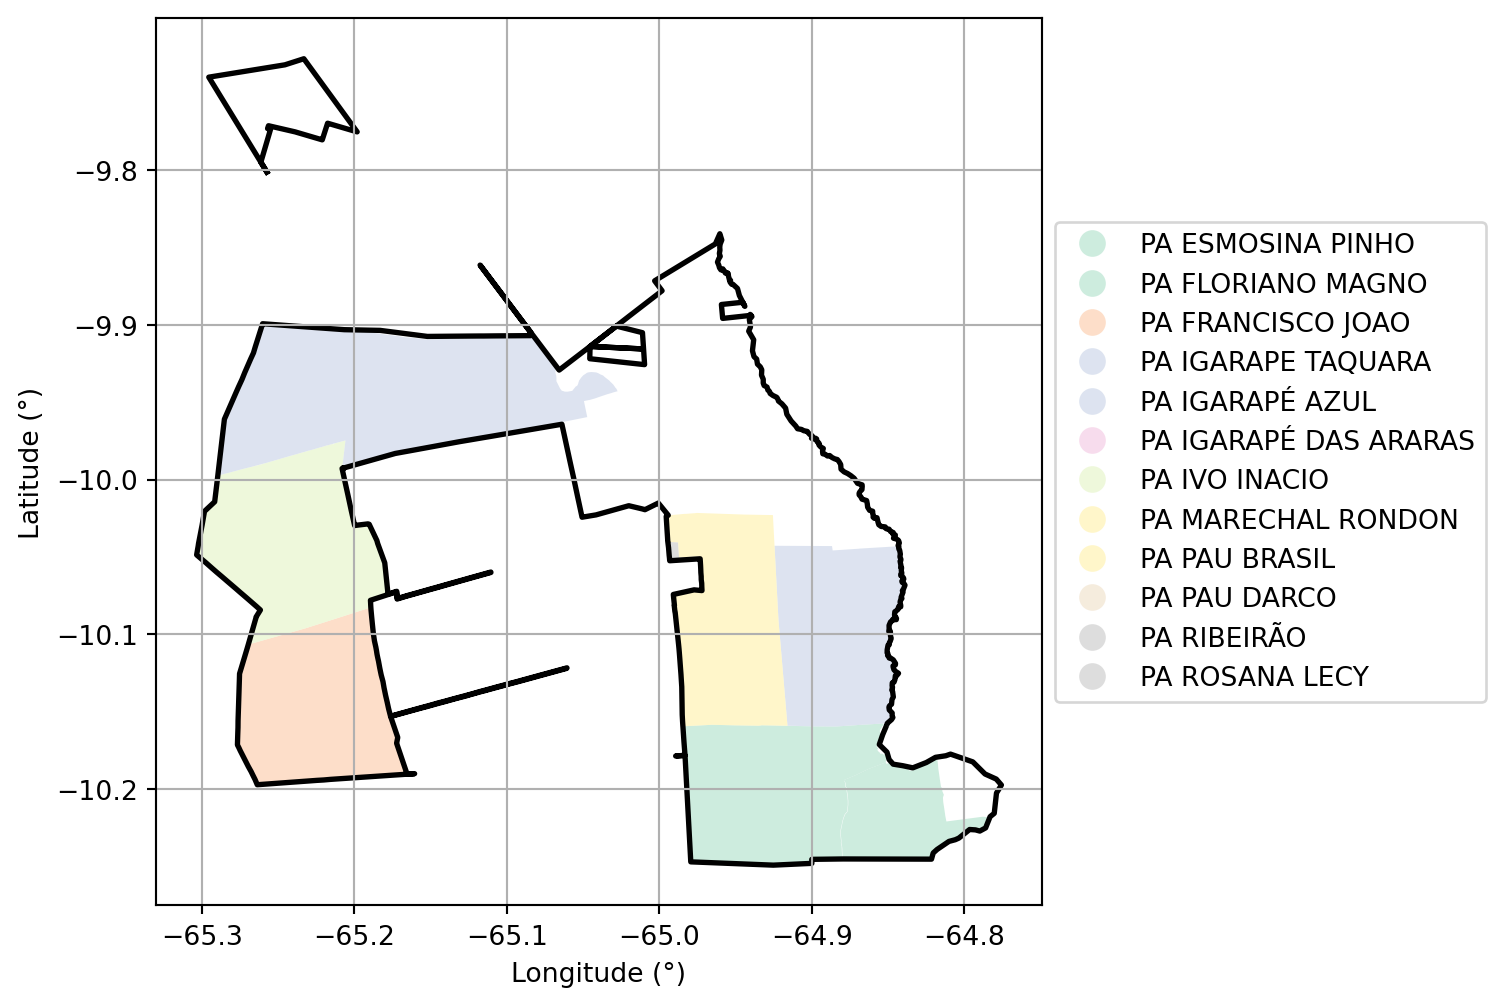 −9.8
−9.9
−10.0
−10.1
−10.2
Latitude (°)
−65.3
−65.2
−65.1
−65.0
−64.9
−64.8
Longitude (°)
PA ESMOSINA PINHO
PA FLORIANO MAGNO
PA FRANCISCO JOAO
PA IGARAPE TAQUARA
PA IGARAPÉ AZUL
PA IGARAPÉ DAS ARARAS
PA IVO INACIO
PA MARECHAL RONDON
PA PAU BRASIL
PA PAU DARCO
PA RIBEIRÃO
PA ROSANA LECY